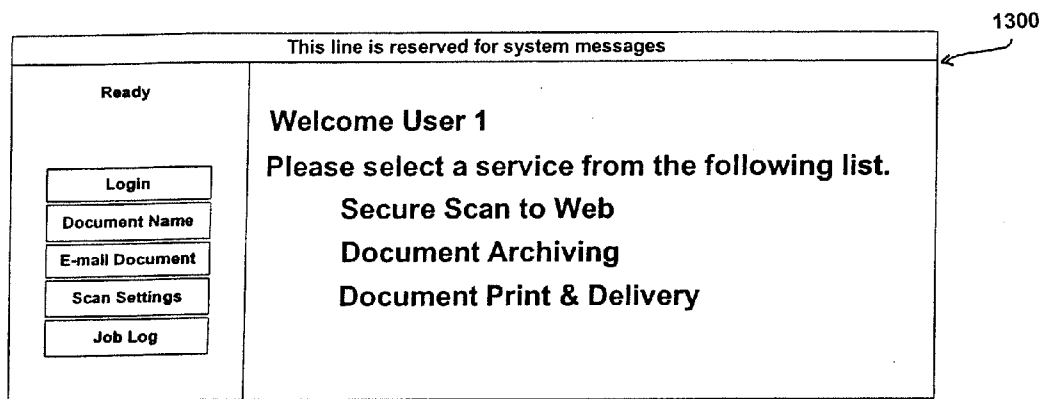 1300
This line is reserved for system messages
Ready
Login
Document Name
E-mail Document
Scan Settings
Job Log
Welcome User 1
Please select a service from the following list.
Secure Scan to Web
Document Archiving
Document Print & Delivery